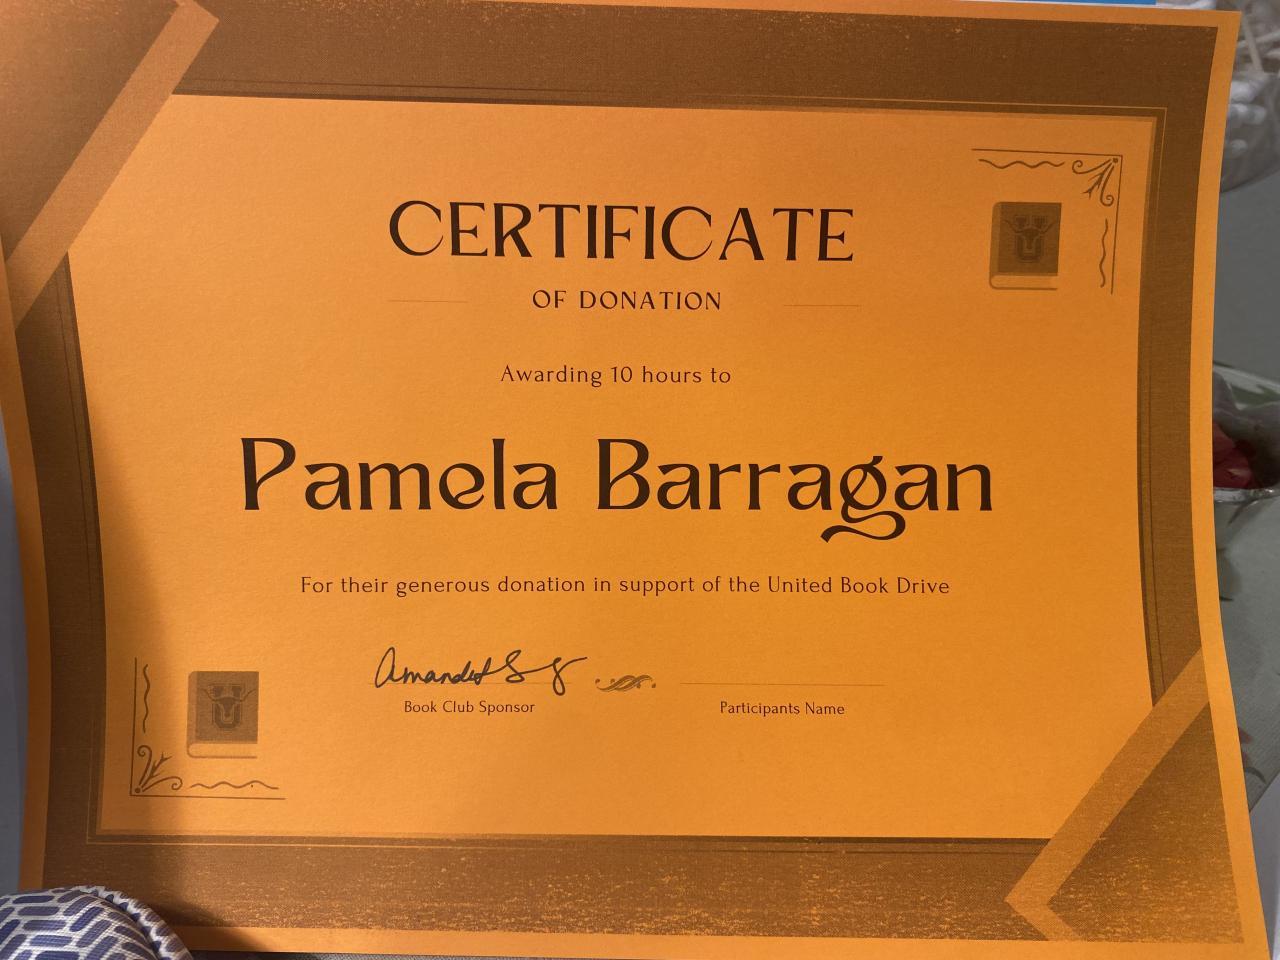 CERTIFICATE
OF DONATION
Awarding 10 hours to
Pamela Barragan
For their generous donation in support of the United Book Drive
Book Club Sponsor
Participants Name